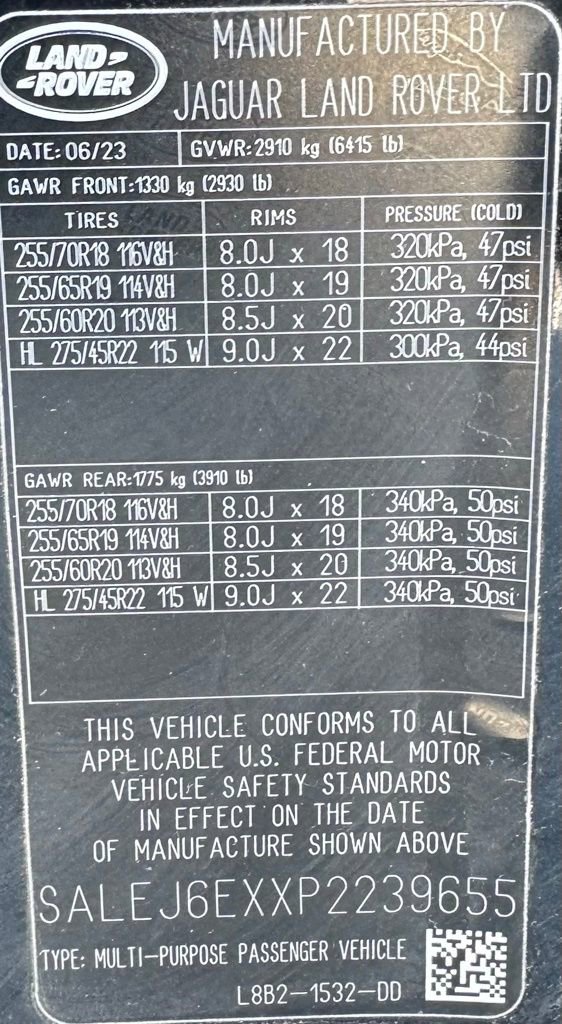 LAND-
-ROVER
MANUFACTURED BY
JAGUAR LAND ROVER LTD
DATE: 06/23 GVWR:2910 kg (6415 lb)
GAWR FRONT:1330 kg (2930 lb)
TIRES RIMS PRESSURE (COLD)
255/70R18 116V&H 8.0J x 18 320kPa, 47psi
255/65R19 114V&H 8.0J x 19 320kPa, 47psi
255/60R20 113V&H 8.5J x 20 320kPa, 47psi
HL 275/45R22 115 W 9.0J x 22 300kPa, 44psi
GAWR REAR:1775 kg (3910 lb)
255/70R18 116V&H 8.0J x 18 340kPa, 50psi
255/65R19 114V&H 8.0J x 19 340kPa, 50psi
255/60R20 113V&H 8.5J x 20 340kPa, 50psi
HL 275/45R22 115 W 9.0J x 22 340kPa, 50psi
THIS VEHICLE CONFORMS TO ALL
APPLICABLE U.S. FEDERAL MOTOR
VEHICLE SAFETY STANDARDS
IN EFFECT ON THE DATE
OF MANUFACTURE SHOWN ABOVE
SALEJ6EXXP2239655
TYPE: MULTI-PURPOSE PASSENGER VEHICLE
L8B2-1532-DD